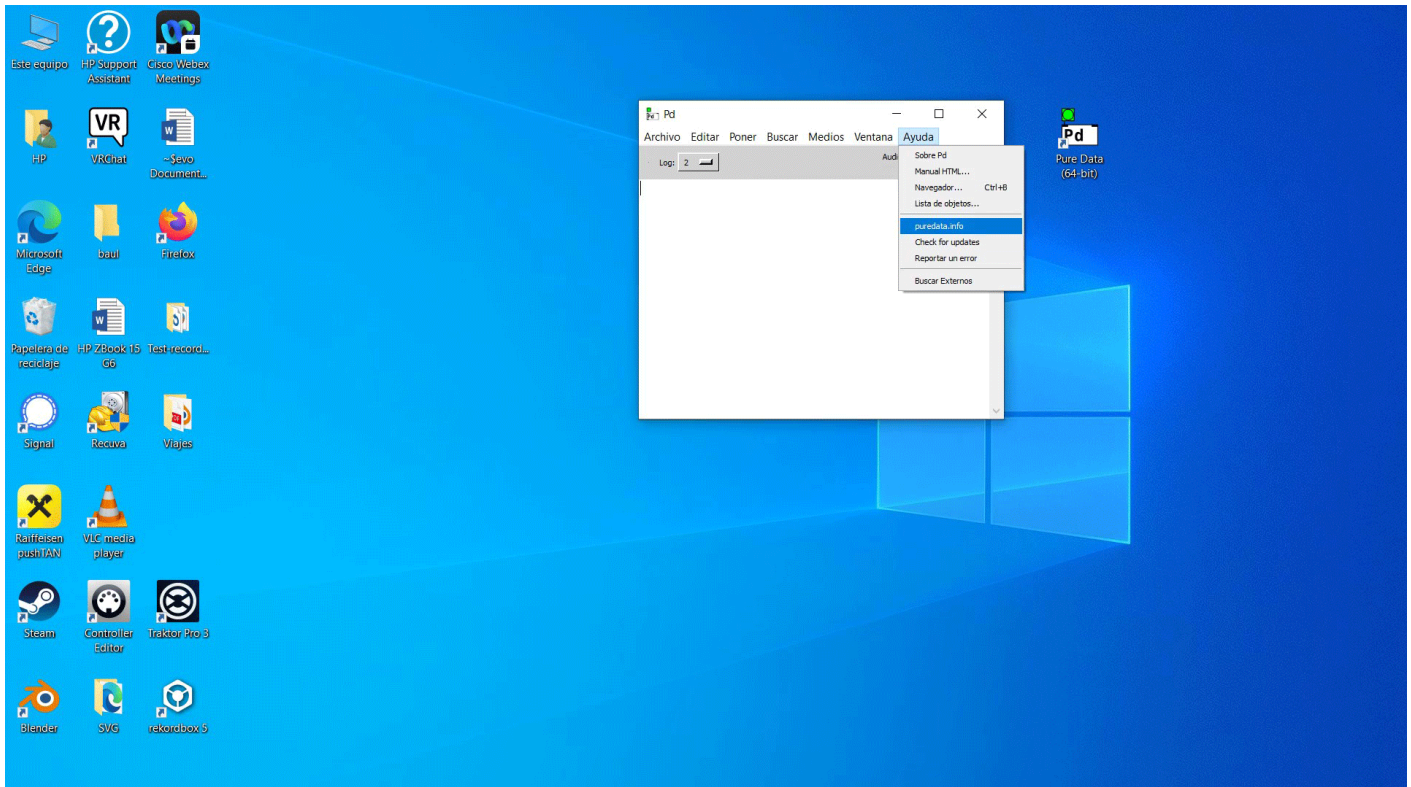 Este equipo
HP Support
Assistant
Cisco Webex
Meetings
HP
VR
VRChat
~$evo
Document...
Microsoft
Edge
baul
Firefox
Papelera de
reciclaje
HP ZBook 15
G6
Test-record...
Signal
Recuva
Viajes
Raiffeisen
pushTAN
VLC media
player
Steam
Controller
Editor
Traktor Pro 3
Blender
SVG
rekordbox 5
Pd
Archivo Editar Poner Buscar Medios Ventana Ayuda
Log: 2
Audi
Sobre Pd
Manual HTML...
Navegador... Ctrl+B
Lista de objetos...
puredata.info
Check for updates
Reportar un error
Buscar Externos
Pd
Pure Data
(64-bit)